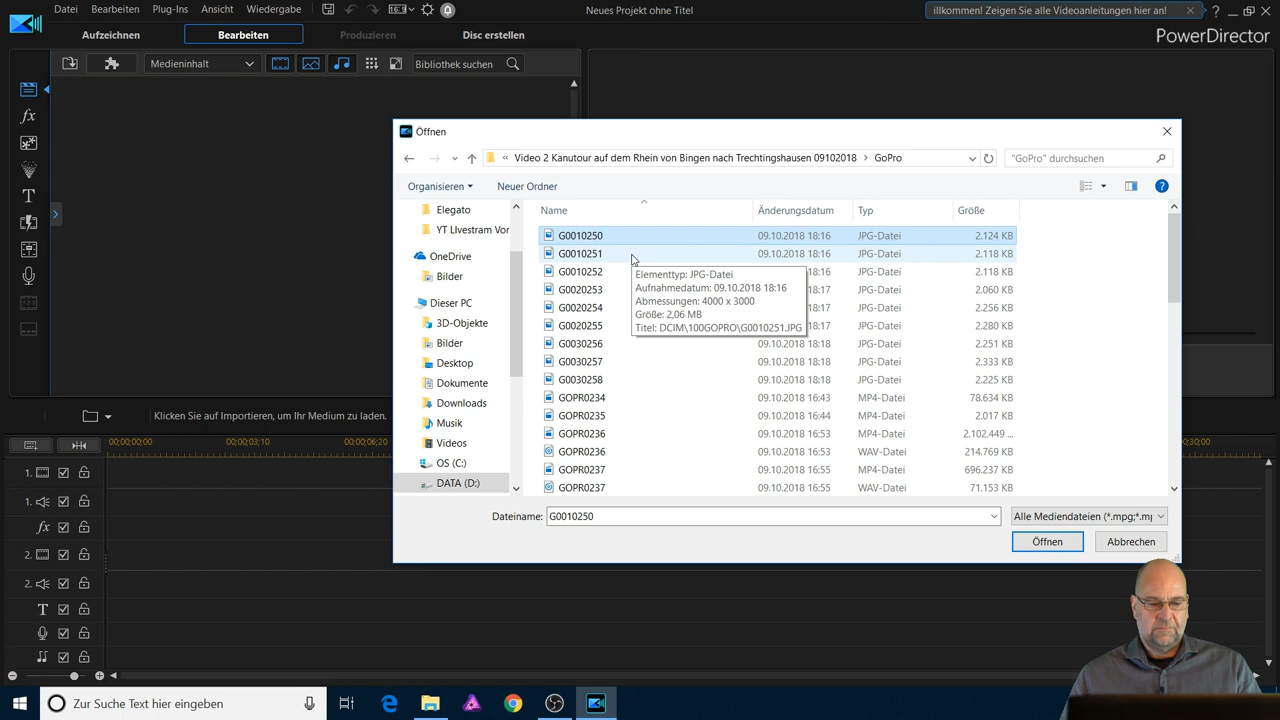 Datei Bearbeiten Plug-Ins Ansicht Wiedergabe Neues Projekt ohne Titel illkommen! Zeigen Sie alle Videoanleitungen hier an!
Aufzeichnen Bearbeiten Produzieren Disc erstellen PowerDirector
Medieninhalt Bibliothek suchen
Öffnen
« Video 2 Kanutour auf dem Rhein von Bingen nach Trechtingshausen 09102018 > GoPro "GoPro" durchsuchen
Organisieren Neuer Ordner
Elegato
YT LIvestram Vor
OneDrive
Bilder
Dieser PC
3D-Objekte
Bilder
Desktop
Dokumente
Downloads
Musik
Videos
OS (C:)
DATA (D:)
Name Änderungsdatum Typ Größe
G0010250 09.10.2018 18:16 JPG-Datei 2.124 KB
G0010251 09.10.2018 18:16 JPG-Datei 2.118 KB
G0010252 18:16 JPG-Datei 2.118 KB
G0020253 18:17 JPG-Datei 2.060 KB
G0020254 18:17 JPG-Datei 2.256 KB
G0020255 18:17 JPG-Datei 2.280 KB
G0030256 09.10.2018 18:18 JPG-Datei 2.251 KB
G0030257 09.10.2018 18:18 JPG-Datei 2.333 KB
G0030258 09.10.2018 18:18 JPG-Datei 2.225 KB
GOPR0234 09.10.2018 16:43 MP4-Datei 78.634 KB
GOPR0235 09.10.2018 16:44 MP4-Datei 2.017 KB
GOPR0236 09.10.2018 16:53 MP4-Datei 2.102.449 ...
GOPR0236 09.10.2018 16:53 WAV-Datei 214.769 KB
GOPR0237 09.10.2018 16:55 MP4-Datei 696.237 KB
GOPR0237 09.10.2018 16:55 WAV-Datei 71.153 KB
Elementtyp: JPG-Datei
Aufnahmedatum: 09.10.2018 18:16
Abmessungen: 4000 x 3000
Größe: 2,06 MB
Titel: DCIM\100GOPRO\G0010251.JPG
Dateiname: G0010250 Alle Mediendateien (*.mpg;*.mp
Öffnen Abbrechen
Klicken Sie auf Importieren, um Ihr Medium zu laden.
00;00;00;00 00;00;03;10 00;00;06;20 00;30;00
1.
1.
fx
2.
2.
T
Zur Suche Text hier eingeben